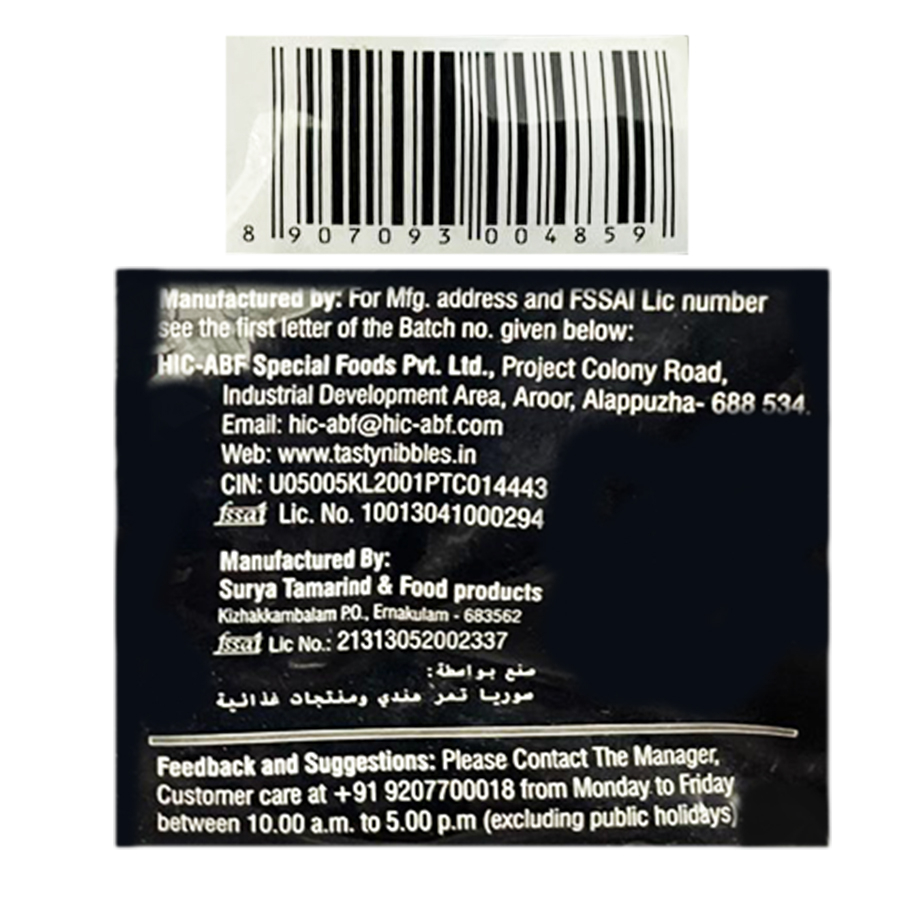 8 907093 004859
Manufactured by: For Mfg. address and FSSAI Lic number
see the first letter of the Batch no. given below:
HIC-ABF Special Foods Pvt. Ltd., Project Colony Road,
Industrial Development Area, Aroor, Alappuzha- 688 534.
Email: hic-abf@hic-abf.com
Web: www.tastynibbles.in
CIN: U05005KL2001PTC014443
fssai Lic. No. 10013041000294
Manufactured By:
Surya Tamarind & Food products
Kizhakkambalam P.O., Ernakulam - 683562
fssai Lic No.: 21313052002337
صنع بواسطة:
سوريا تمر هندي ومنتجات غذائية
Feedback and Suggestions: Please Contact The Manager,
Customer care at +91 9207700018 from Monday to Friday
between 10.00 a.m. to 5.00 p.m (excluding public holidays)